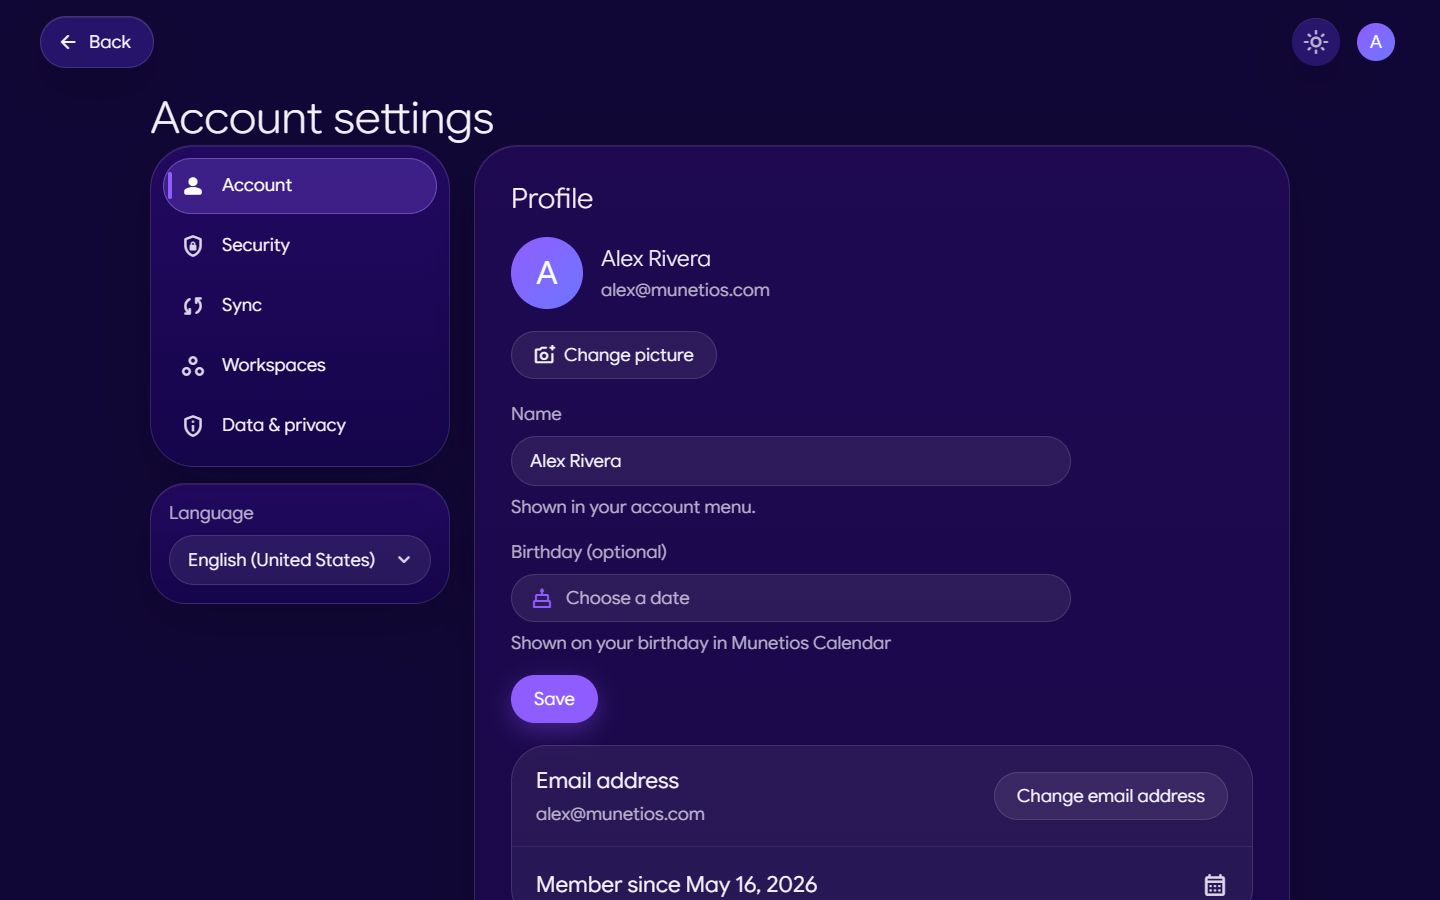 Back
A
Account settings
Account
Security
Sync
Workspaces
Data & privacy
Language
English (United States)
Profile
A
Alex Rivera
alex@munetios.com
Change picture
Name
Alex Rivera
Shown in your account menu.
Birthday (optional)
Choose a date
Shown on your birthday in Munetios Calendar
Save
Email address
alex@munetios.com
Change email address
Member since May 16, 2026